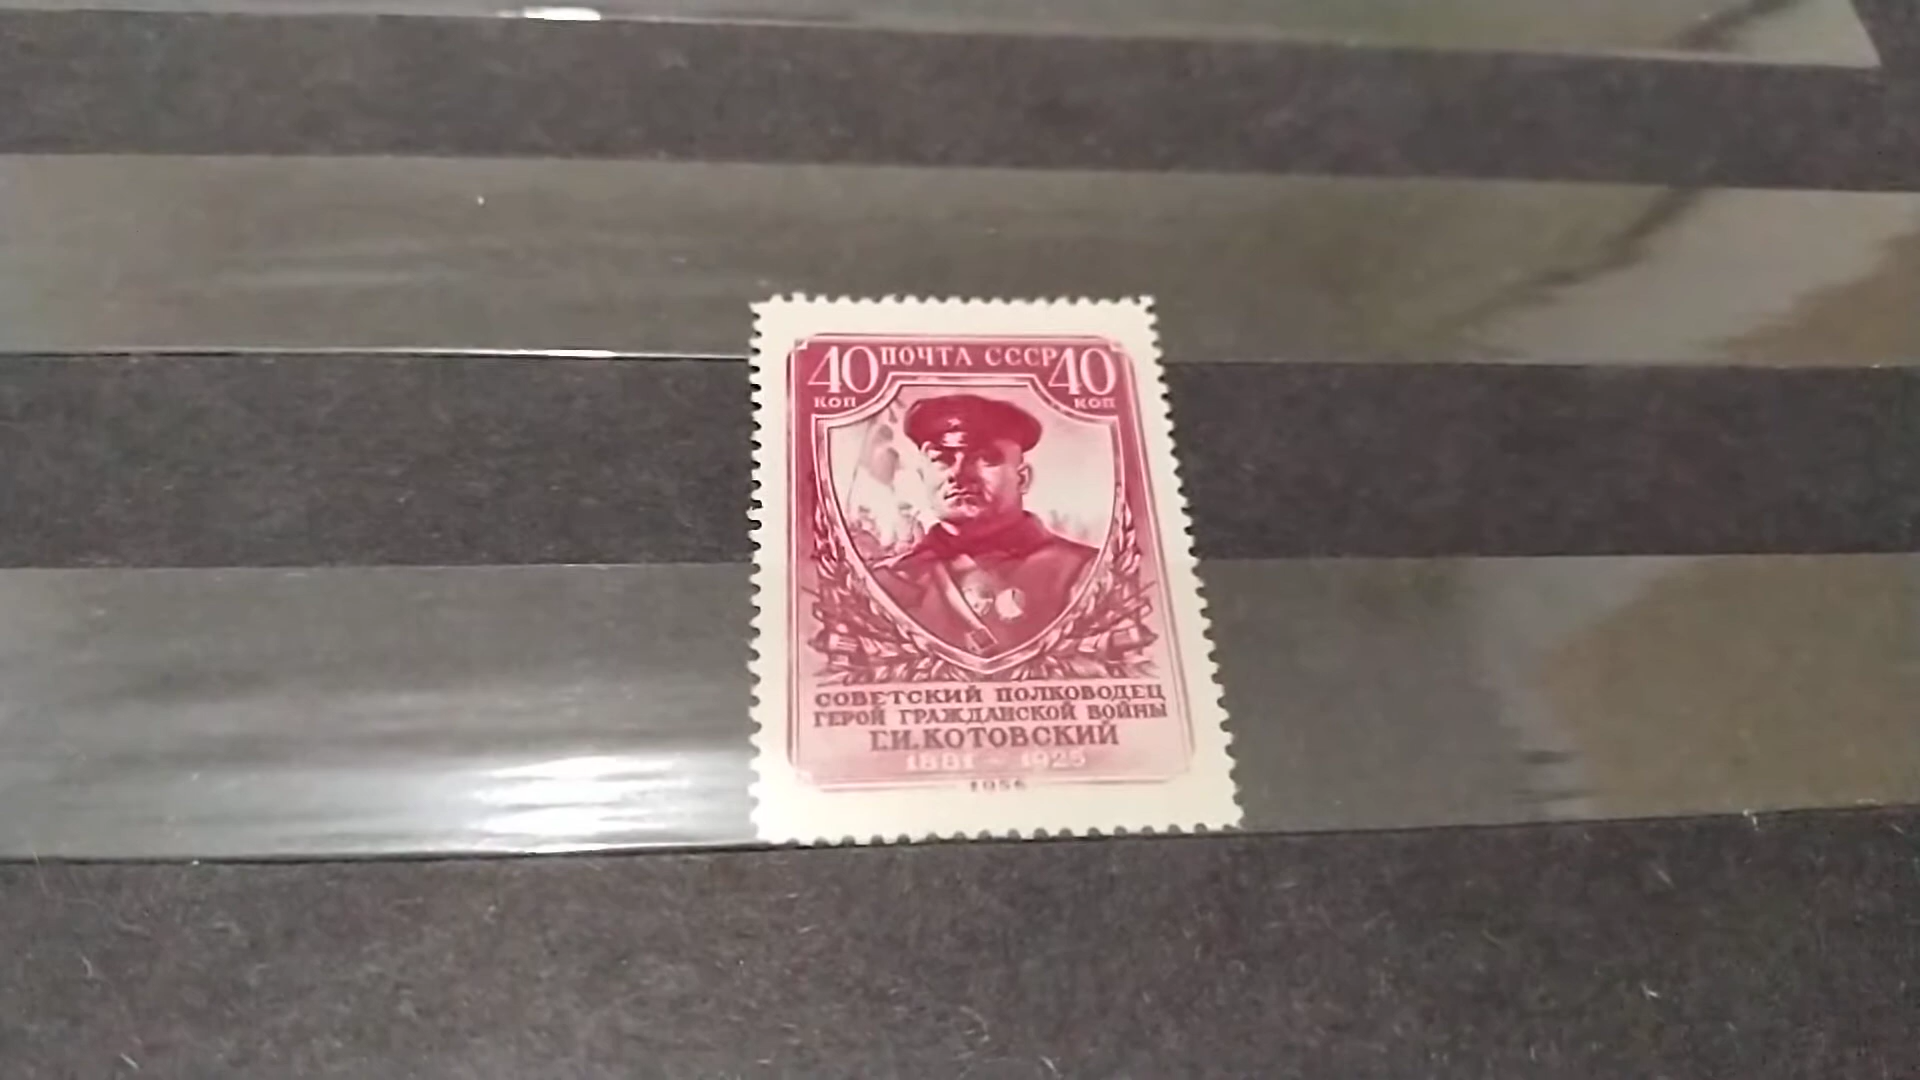 40 ПОЧТА СССР 40
КОП КОП
СОВЕТСКИЙ ПОЛКОВОДЕЦ
ГЕРОЙ ГРАЖДАНСКОЙ ВОЙНЫ
Г.И.КОТОВСКИЙ
1881 - 1925
1956